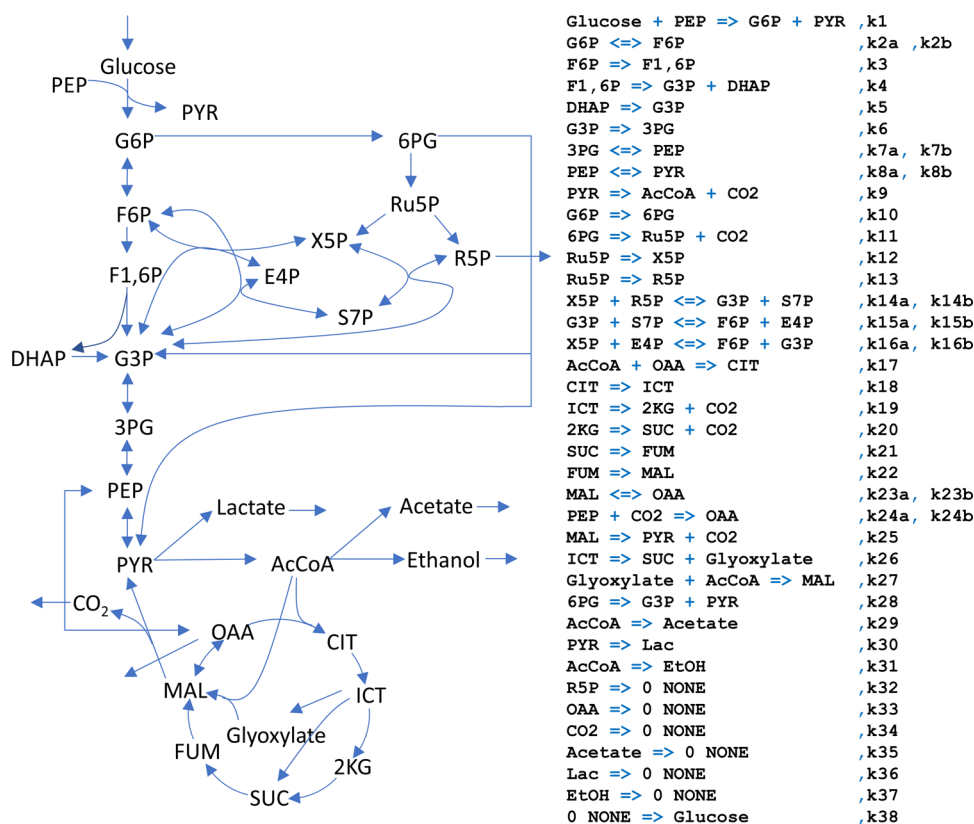 Glucose
PEP
PYR
G6P
6PG
Ru5P
F6P
X5P
R5P
F1,6P
E4P
S7P
DHAP
G3P
3PG
PEP
Lactate
Acetate
PYR
AcCoA
Ethanol
CO2
OAA
CIT
MAL
ICT
Glyoxylate
FUM
2KG
SUC
Glucose + PEP => G6P + PYR ,k1
G6P <=> F6P ,k2a ,k2b
F6P => F1,6P ,k3
F1,6P => G3P + DHAP ,k4
DHAP => G3P ,k5
G3P => 3PG ,k6
3PG <=> PEP ,k7a, k7b
PEP <=> PYR ,k8a, k8b
PYR => AcCoA + CO2 ,k9
G6P => 6PG ,k10
6PG => Ru5P + CO2 ,k11
Ru5P => X5P ,k12
Ru5P => R5P ,k13
X5P + R5P <=> G3P + S7P ,k14a, k14b
G3P + S7P <=> F6P + E4P ,k15a, k15b
X5P + E4P <=> F6P + G3P ,k16a, k16b
AcCoA + OAA => CIT ,k17
CIT => ICT ,k18
ICT => 2KG + CO2 ,k19
2KG => SUC + CO2 ,k20
SUC => FUM ,k21
FUM => MAL ,k22
MAL <=> OAA ,k23a, k23b
PEP + CO2 => OAA ,k24a, k24b
MAL => PYR + CO2 ,k25
ICT => SUC + Glyoxylate ,k26
Glyoxylate + AcCoA => MAL ,k27
6PG => G3P + PYR ,k28
AcCoA => Acetate ,k29
PYR => Lac ,k30
AcCoA => EtOH ,k31
R5P => 0 NONE ,k32
OAA => 0 NONE ,k33
CO2 => 0 NONE ,k34
Acetate => 0 NONE ,k35
Lac => 0 NONE ,k36
EtOH => 0 NONE ,k37
0 NONE => Glucose ,k38